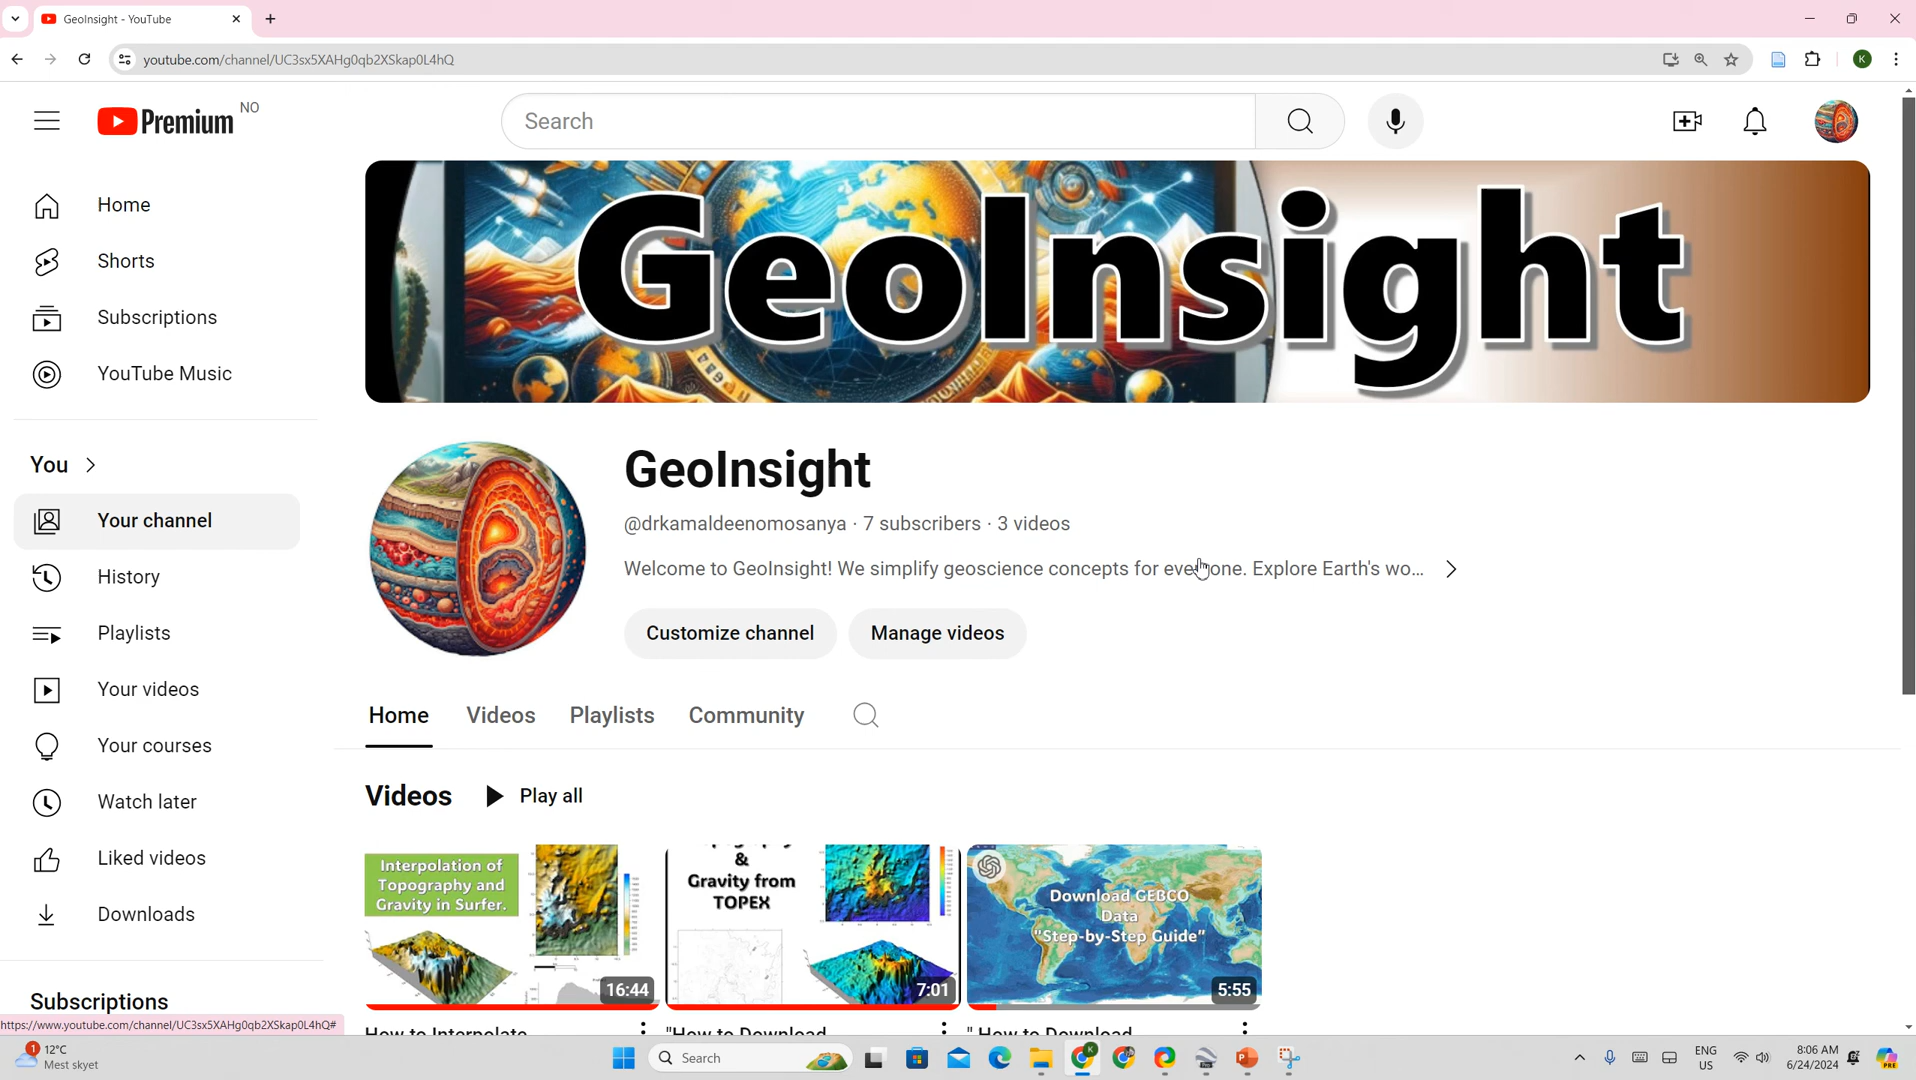 GeoInsight - YouTube
youtube.com/channel/UC3sx5XAHg0qb2XSkap0L4hQ
K
Premium NO
Search
Home
Shorts
Subscriptions
YouTube Music
You
Your channel
History
Playlists
Your videos
Your courses
Watch later
Liked videos
Downloads
Subscriptions
https://www.youtube.com/channel/UC3sx5XAHg0qb2XSkap0L4hQ#
GeoInsight
GeoInsight
@drkamaldeenomosanya · 7 subscribers · 3 videos
Welcome to GeoInsight! We simplify geoscience concepts for everyone. Explore Earth's wo...
Customize channel
Manage videos
Home
Videos
Playlists
Community
Videos
Play all
Interpolation of
Topography and
Gravity in Surfer.
16:44
&
Gravity from
TOPEX
7:01
Download GEBCO
Data
"Step-by-Step Guide"
5:55
How to Interpolate
"How to Download
" How to Download
1
12°C
Mest skyet
Search
ENG
US
8:06 AM
6/24/2024